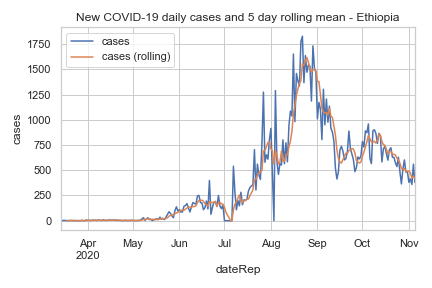 New COVID-19 daily cases and 5 day rolling mean - Ethiopia
cases
cases (rolling)
cases
1750
1500
1250
1000
750
500
250
0
Apr
2020
May
Jun
Jul
Aug
Sep
Oct
Nov
dateRep